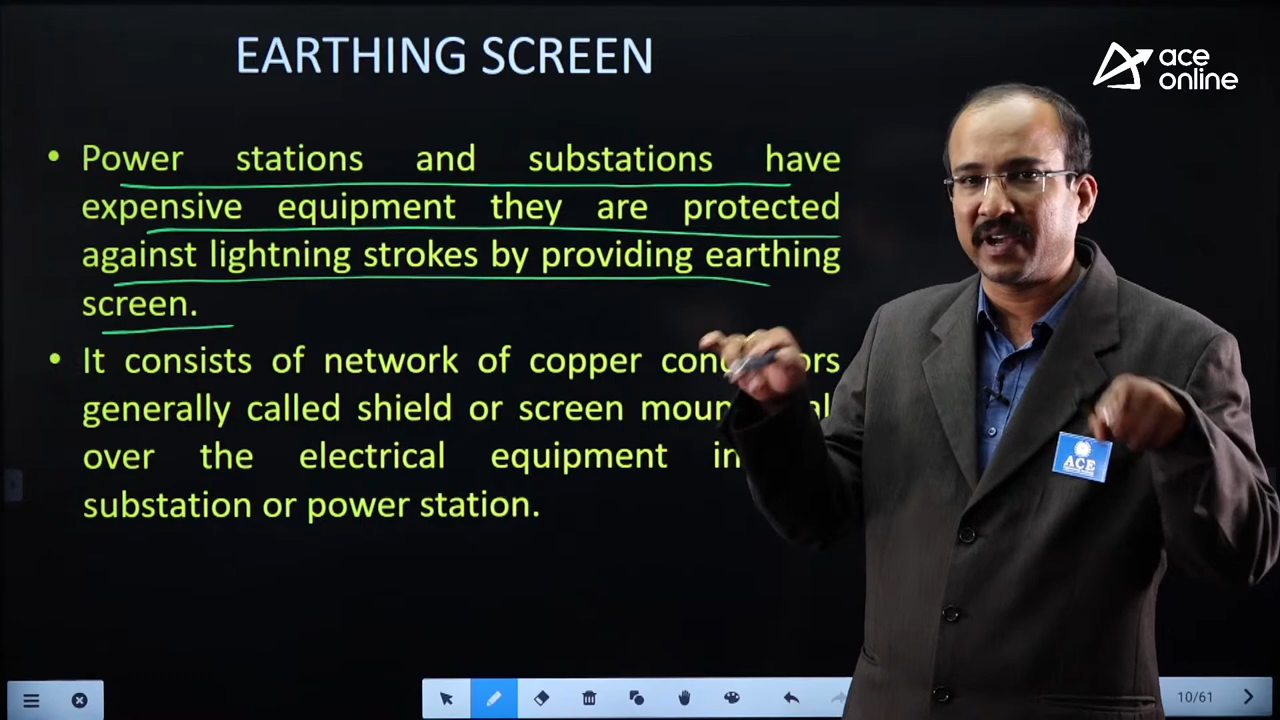 EARTHING SCREEN
ace
online
• Power stations and substations have
expensive equipment they are protected
against lightning strokes by providing earthing
screen.
• It consists of network of copper
generally called shield or screen
over the electrical equipment
substation or power station.
ACE
10/61